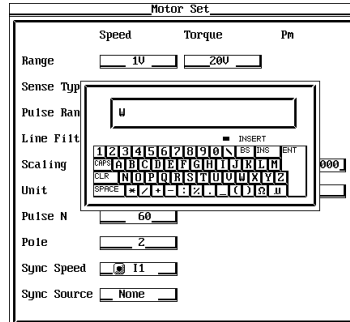 Motor Set
Speed Torque Pm
Range 1V 20V
Sense Typ
Pulse Ran
W
Line Filt
INSERT
1 2 3 4 5 6 7 8 9 0 \ BS INS ENT
Scaling CAPS A B C D E F G H I J K L M 000
CLR N O P Q R S T U V W X Y Z
Unit SPACE * / + - : % . _ ( ) Ω µ
Pulse N 60
Pole 2
Sync Speed I1
Sync Source None